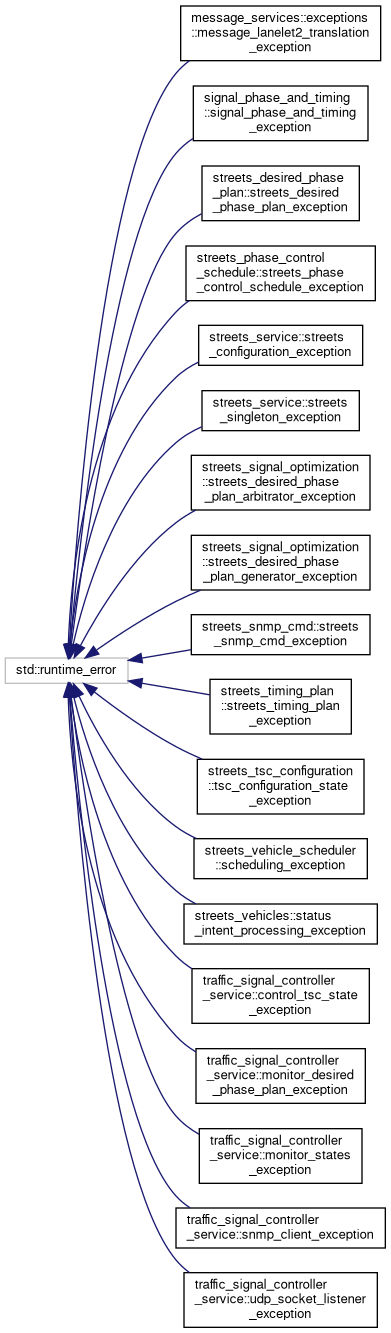 message_services::exceptions
::message_lanelet2_translation
_exception
signal_phase_and_timing
::signal_phase_and_timing
_exception
streets_desired_phase
_plan::streets_desired
_phase_plan_exception
streets_phase_control
_schedule::streets_phase
_control_schedule_exception
streets_service::streets
_configuration_exception
streets_service::streets
_singleton_exception
streets_signal_optimization
::streets_desired_phase
_plan_arbitrator_exception
streets_signal_optimization
::streets_desired_phase
_plan_generator_exception
streets_snmp_cmd::streets
_snmp_cmd_exception
std::runtime_error
streets_timing_plan
::streets_timing_plan
_exception
streets_tsc_configuration
::tsc_configuration_state
_exception
streets_vehicle_scheduler
::scheduling_exception
streets_vehicles::status
_intent_processing_exception
traffic_signal_controller
_service::control_tsc_state
_exception
traffic_signal_controller
_service::monitor_desired
_phase_plan_exception
traffic_signal_controller
_service::monitor_states
_exception
traffic_signal_controller
_service::snmp_client_exception
traffic_signal_controller
_service::udp_socket_listener
_exception